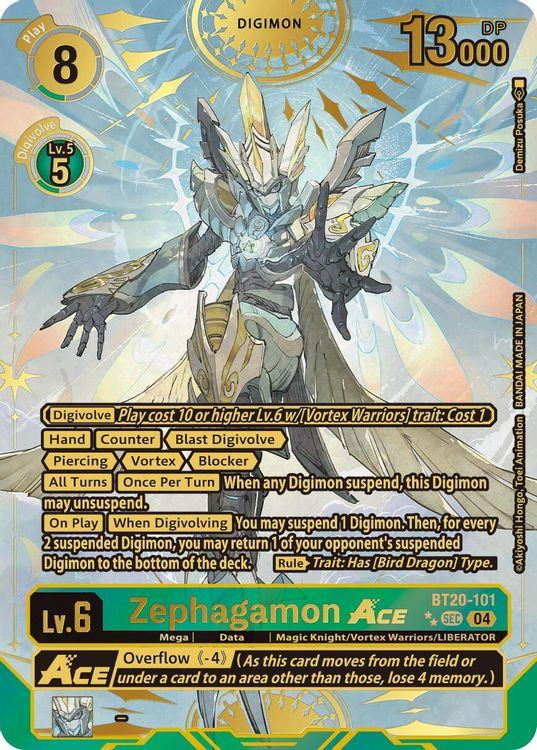 Play
8
DIGIMON
13000
DP
Digivolve
Lv.5
5
Demizu Posuka
Digivolve Play cost 10 or higher Lv.6 w/[Vortex Warriors] trait: Cost 1
Hand Counter Blast Digivolve
Piercing Vortex Blocker
All Turns Once Per Turn When any Digimon suspend, this Digimon
may unsuspend.
On Play When Digivolving You may suspend 1 Digimon. Then, for every
2 suspended Digimon, you may return 1 of your opponent's suspended
Digimon to the bottom of the deck. Rule Trait: Has [Bird Dragon] Type.
©Akiyoshi Hongo, Toei Animation BANDAI MADE IN JAPAN
Lv.6
Zephagamon ACE
BT20-101
SEC 04
Mega | Data | Magic Knight/Vortex Warriors/LIBERATOR
ACE Overflow 《-4》 (As this card moves from the field or
under a card to an area other than those, lose 4 memory.)
-